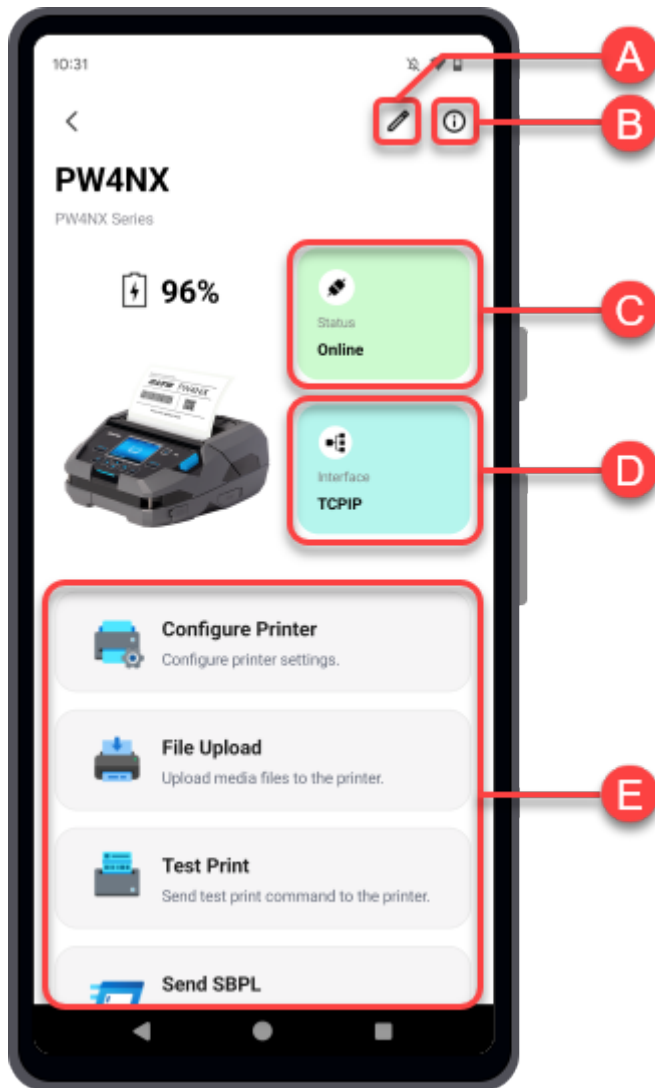 10:31
A
B
PW4NX
PW4NX Series
96%
Status
Online
C
Interface
TCPIP
D
Configure Printer
Configure printer settings.
File Upload
Upload media files to the printer.
E
Test Print
Send test print command to the printer.
Send SBPL